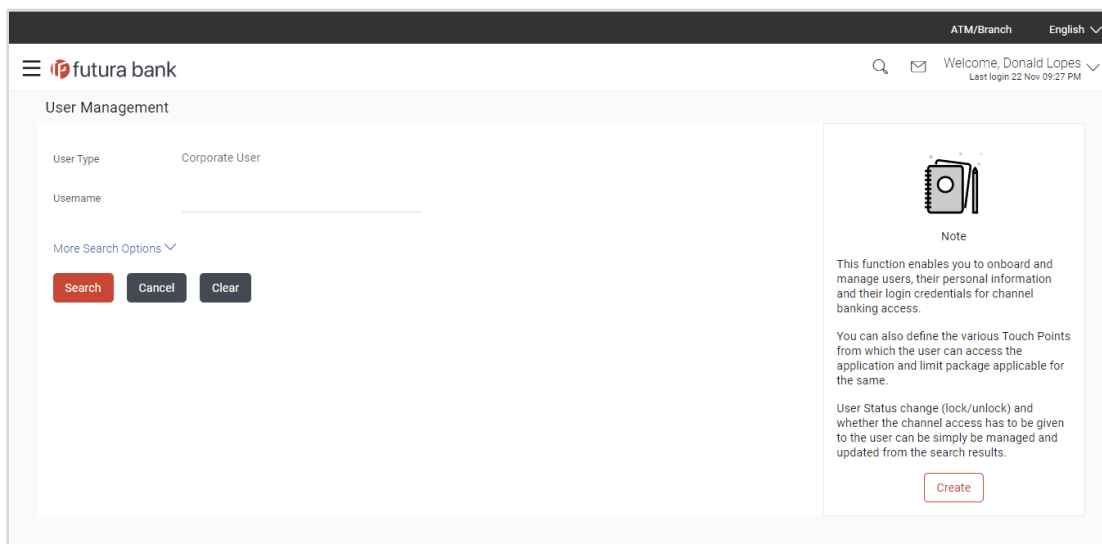 ATM/Branch English
futura bank
Welcome, Donald Lopes
Last login 22 Nov 09:27 PM
User Management
User Type Corporate User
Username
More Search Options
Search Cancel Clear
Note
This function enables you to onboard and
manage users, their personal information
and their login credentials for channel
banking access.
You can also define the various Touch Points
from which the user can access the
application and limit package applicable for
the same.
User Status change (lock/unlock) and
whether the channel access has to be given
to the user can be simply be managed and
updated from the search results.
Create